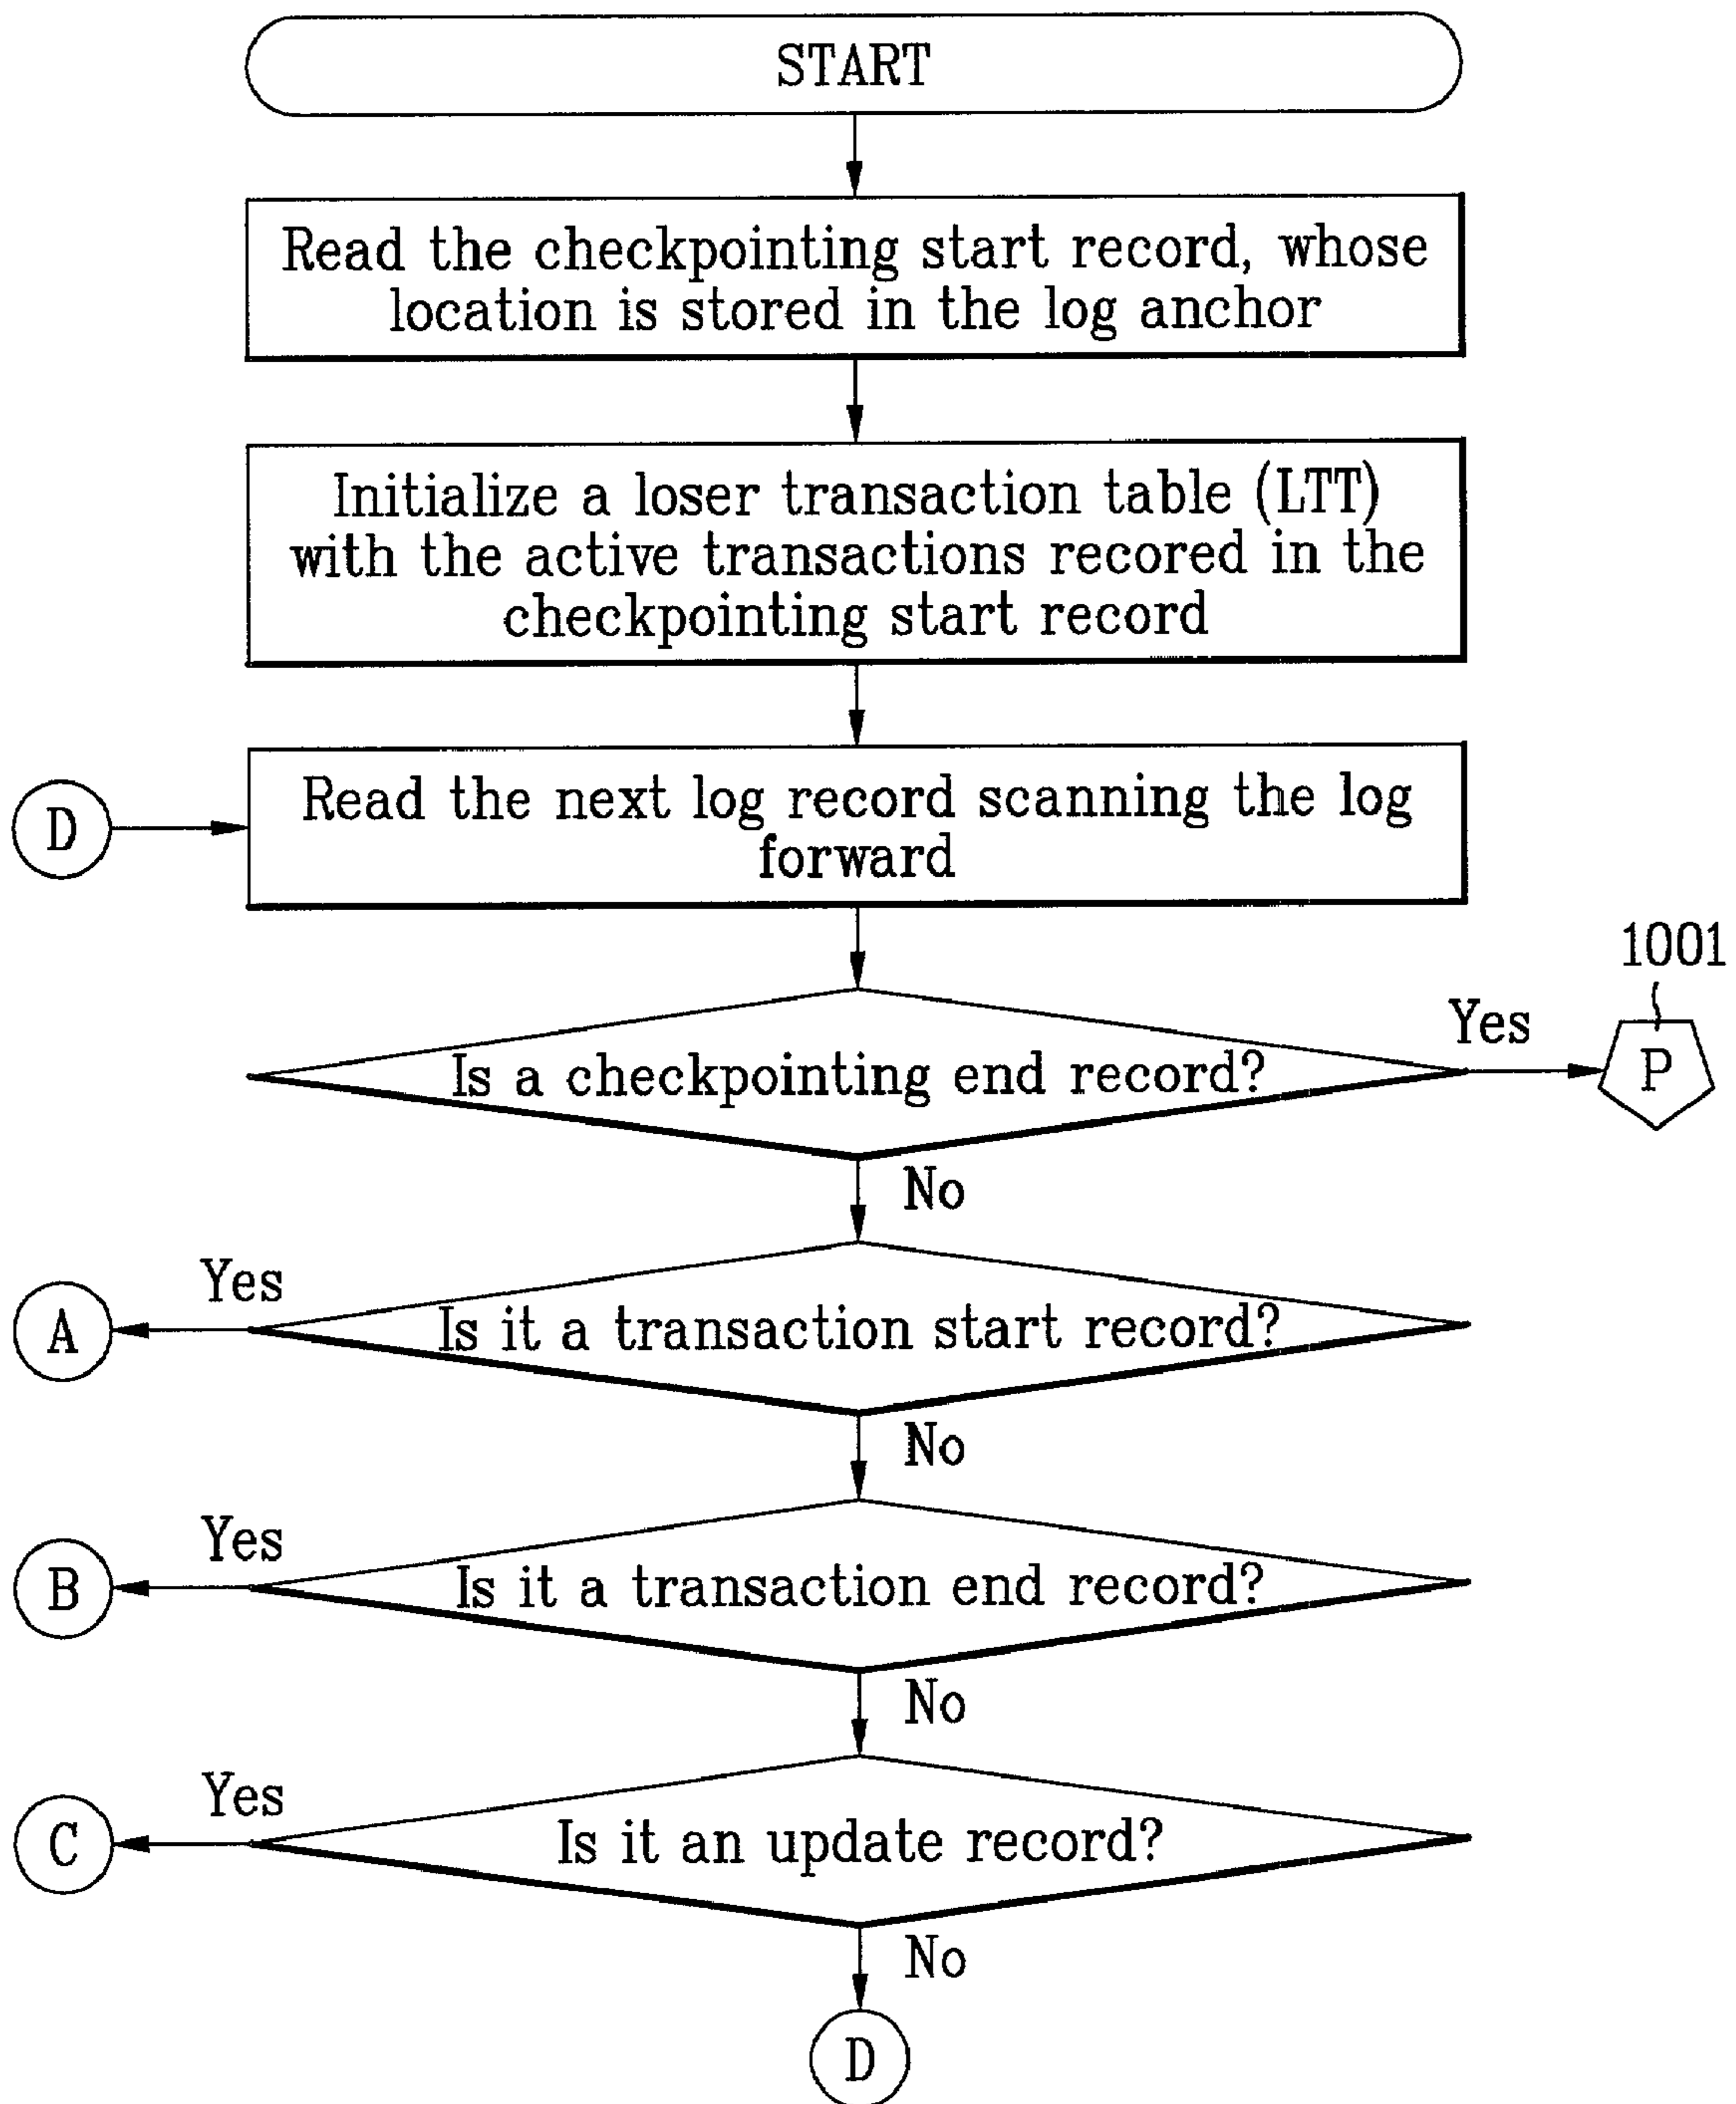 START
Read the checkpointing start record, whose
location is stored in the log anchor
Initialize a loser transaction table (LTT)
with the active transactions recored in the
checkpointing start record
D
Read the next log record scanning the log
forward
1001
Is a checkpointing end record?
Yes
P
No
Yes
A
Is it a transaction start record?
No
Yes
B
Is it a transaction end record?
No
Yes
C
Is it an update record?
No
D